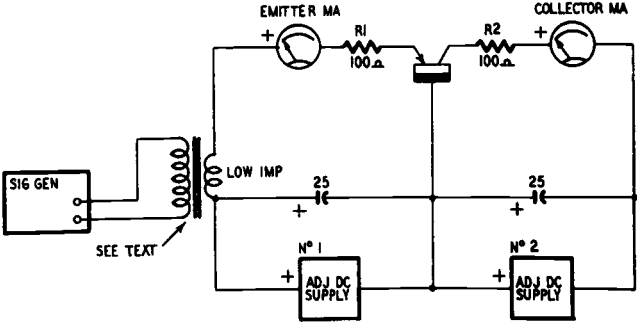 EMITTER MA
COLLECTOR MA
+
R1
100Ω
R2
100Ω
+
SIG GEN
LOW IMP
SEE TEXT
25
+
25
+
Nº 1
+
ADJ DC
SUPPLY
Nº 2
+
ADJ DC
SUPPLY